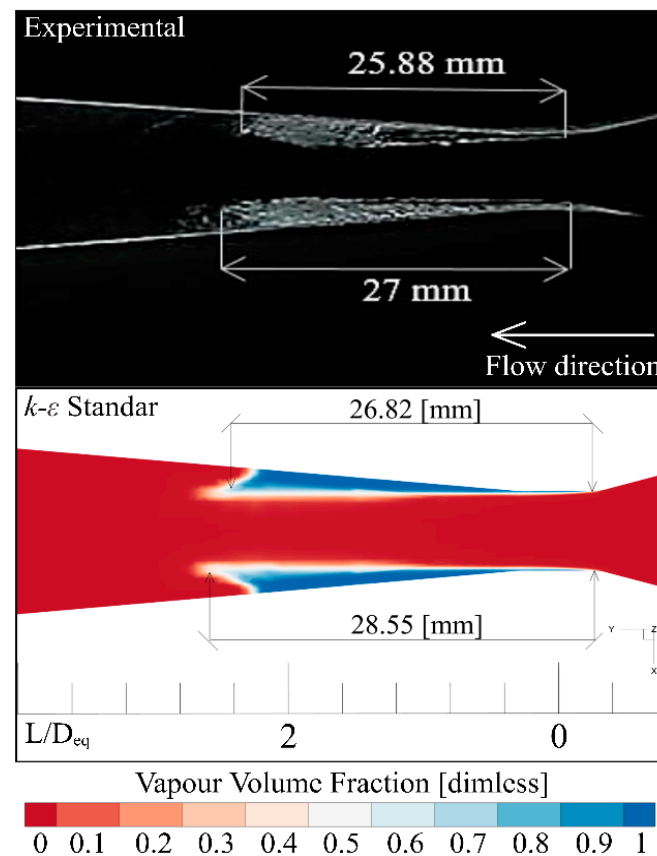 Experimental
25.88 mm
27 mm
Flow direction
k-ε Standar
26.82 [mm]
28.55 [mm]
Y
Z
X
L/Deq
2
0
Vapour Volume Fraction [dimlcss]
0 0.1 0.2 0.3 0.4 0.5 0.6 0.7 0.8 0.9 1